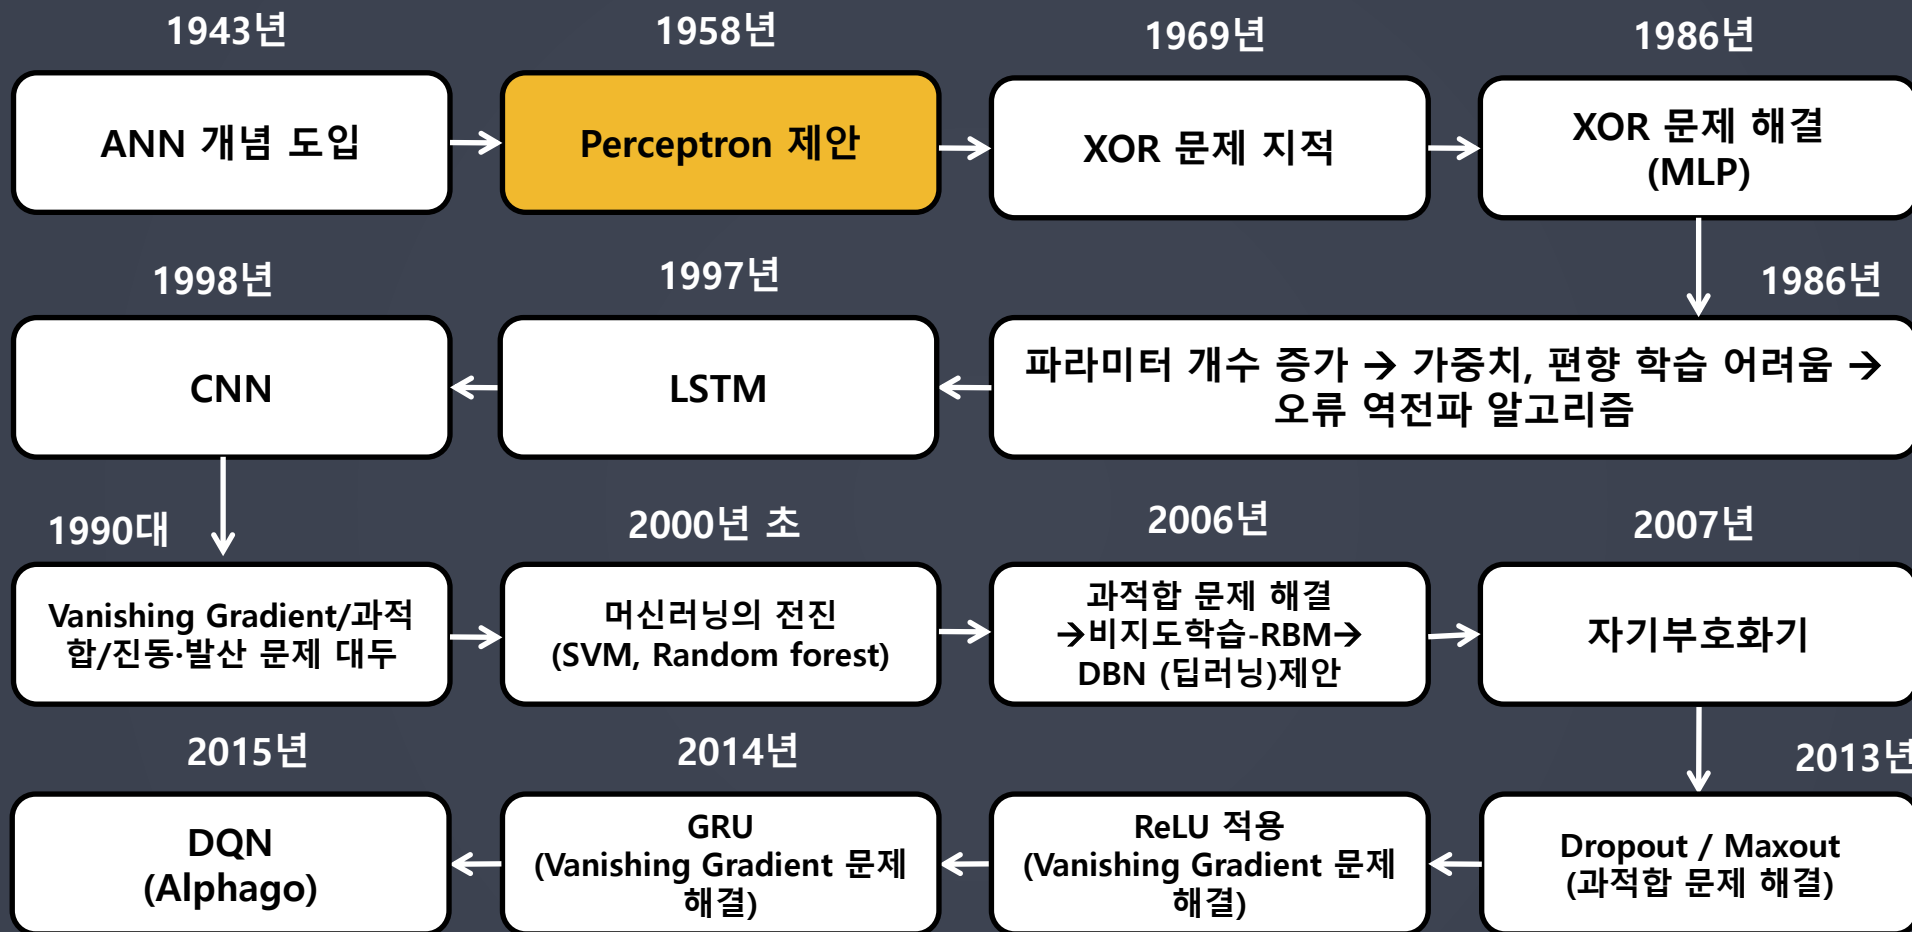 1943년
1958년
1969년
1986년
ANN 개념 도입
Perceptron 제안
XOR 문제 지적
XOR 문제 해결
(MLP)
1998년
1997년
1986년
CNN
LSTM
파라미터 개수 증가 → 가중치, 편향 학습 어려움 →
오류 역전파 알고리즘
1990대
2000년 초
2006년
2007년
Vanishing Gradient/과적
합/진동·발산 문제 대두
머신러닝의 전진
(SVM, Random forest)
과적합 문제 해결
→비지도학습-RBM→
DBN (딥러닝)제안
자기부호화기
2015년
2014년
2013년
DQN
(Alphago)
GRU
(Vanishing Gradient 문제
해결)
ReLU 적용
(Vanishing Gradient 문제
해결)
Dropout / Maxout
(과적합 문제 해결)